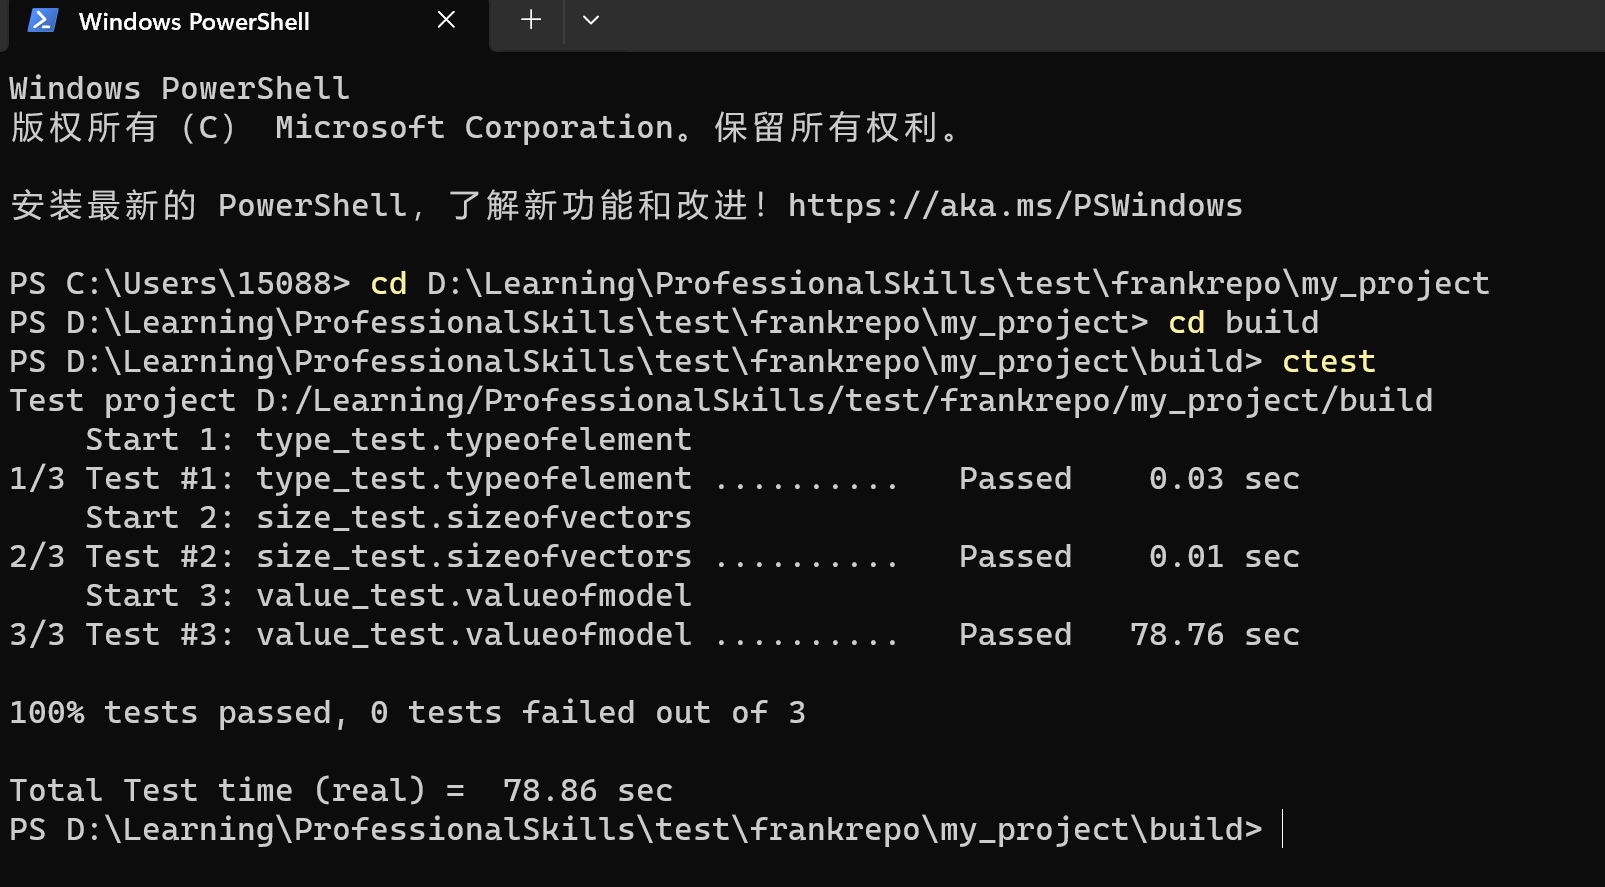 Windows PowerShell
Windows PowerShell
版权所有 (C) Microsoft Corporation。保留所有权利。
安装最新的 PowerShell，了解新功能和改进！https://aka.ms/PSWindows
PS C:\Users\15088> cd D:\Learning\ProfessionalSkills\test\frankrepo\my_project
PS D:\Learning\ProfessionalSkills\test\frankrepo\my_project> cd build
PS D:\Learning\ProfessionalSkills\test\frankrepo\my_project\build> ctest
Test project D:/Learning/ProfessionalSkills/test/frankrepo/my_project/build
    Start 1: type_test.typeofelement
1/3 Test #1: type_test.typeofelement ..........   Passed    0.03 sec
    Start 2: size_test.sizeofvectors
2/3 Test #2: size_test.sizeofvectors ..........   Passed    0.01 sec
    Start 3: value_test.valueofmodel
3/3 Test #3: value_test.valueofmodel ..........   Passed   78.76 sec
100% tests passed, 0 tests failed out of 3
Total Test time (real) =  78.86 sec
PS D:\Learning\ProfessionalSkills\test\frankrepo\my_project\build>